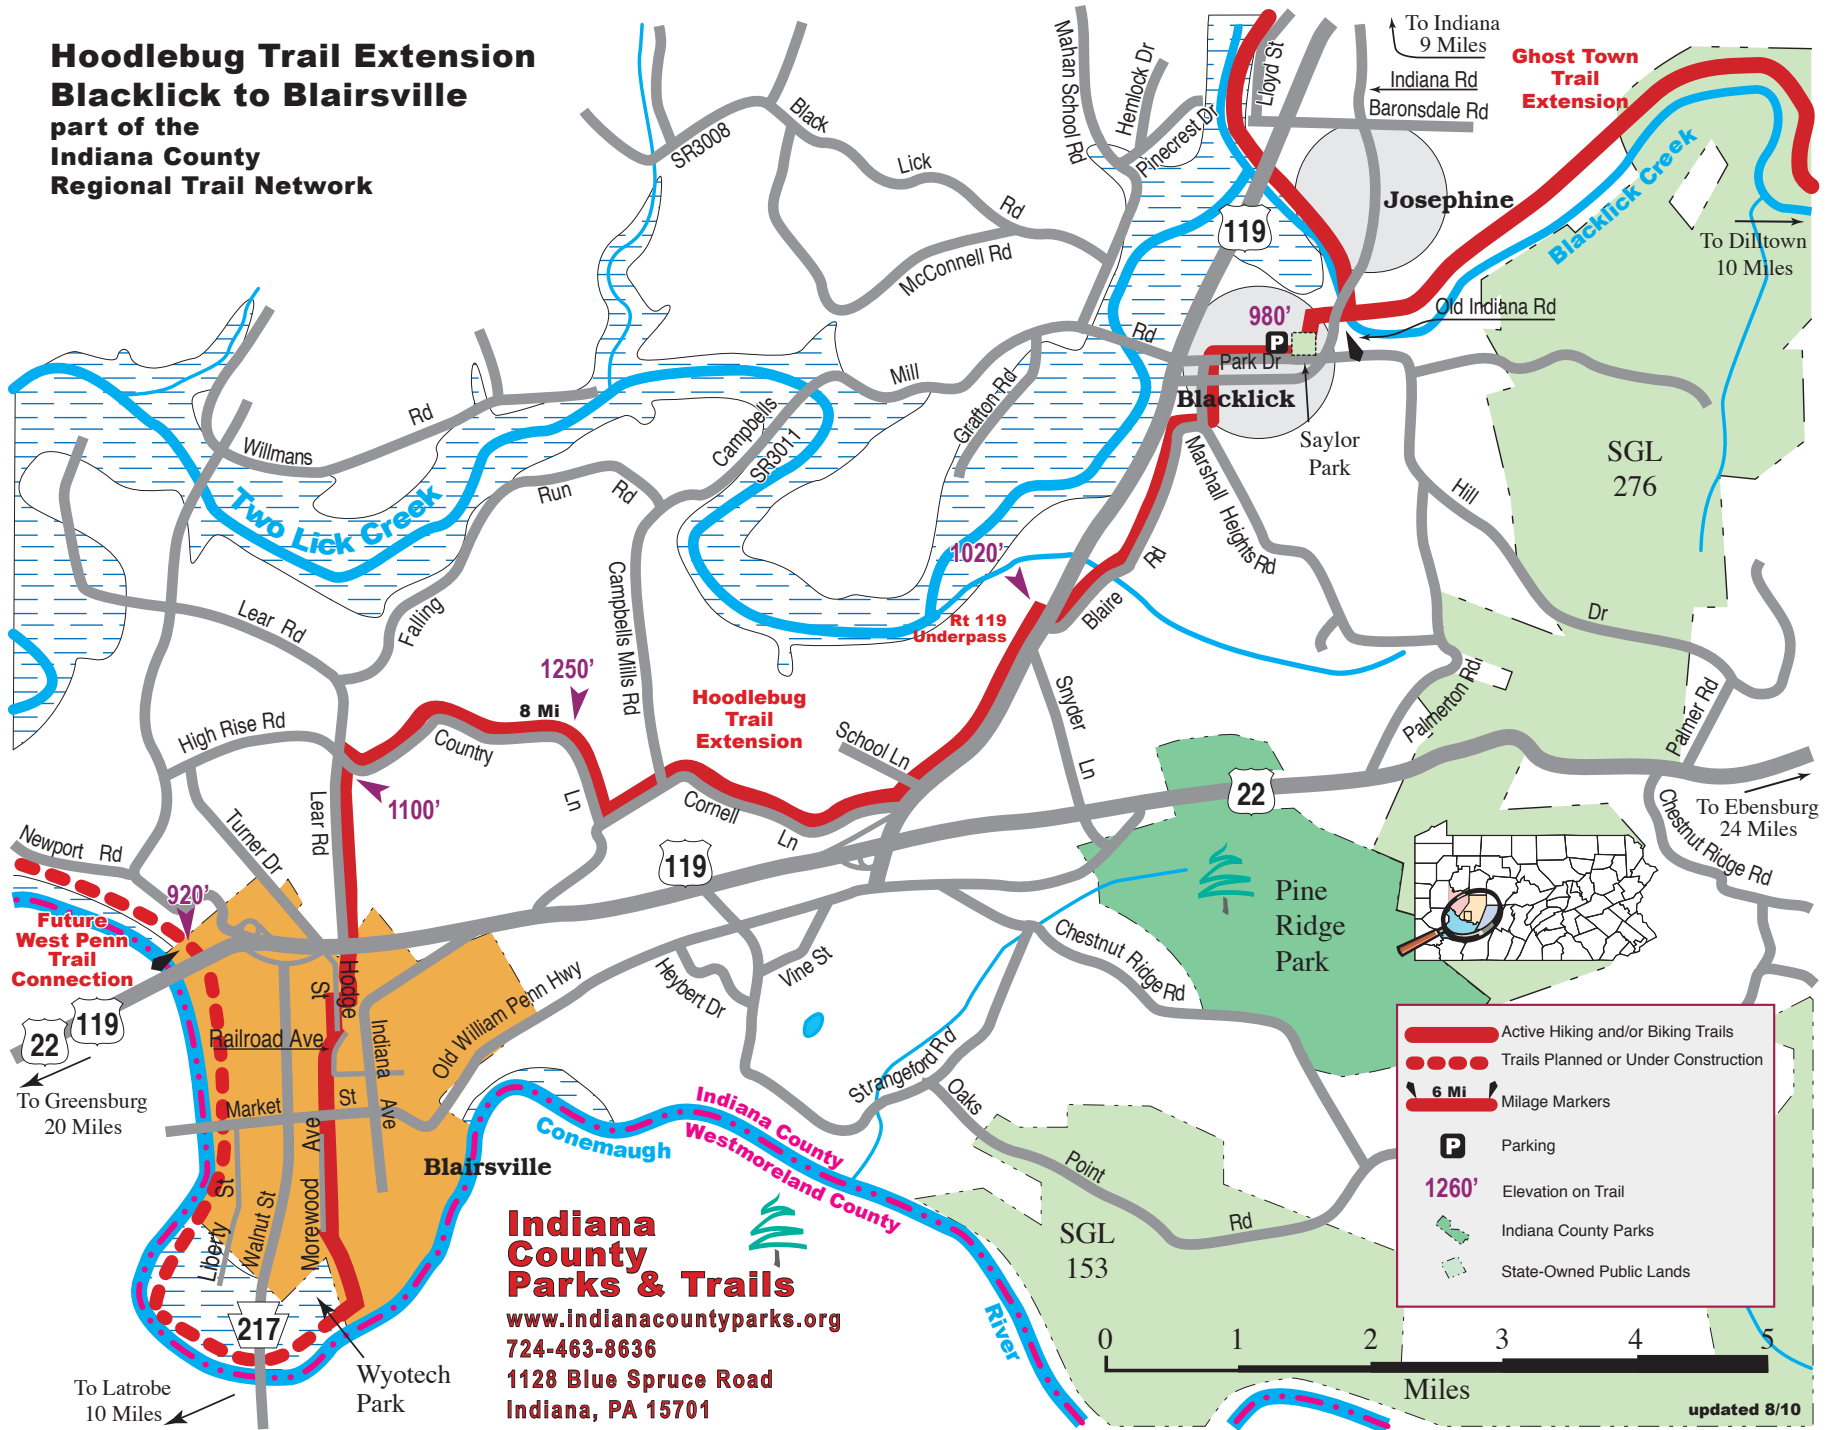 Hoodlebug Trail Extension
Blacklick to Blairsville
part of the
Indiana County
Regional Trail Network
SR3008
Black
Lick
Rd
McConnell Rd
Mahan School Rd
Hemlock Dr
Pinecrest Dr
Lloyd St
To Indiana
9 Miles
Indiana Rd
Baronsdale Rd
Ghost Town
Trail
Extension
Blacklick Creek
To Dilltown
10 Miles
Josephine
119
Old Indiana Rd
980'
P
Park Dr
Blacklick
Saylor
Park
SGL
276
Rd
Mill
Campbells
SR3011
Grafton Rd
Willmans
Rd
Two Lick Creek
Run
Rd
Falling
Lear Rd
Campbells Mills Rd
1020'
Rt 119
Underpass
Blaire
Rd
Marshall Heights Rd
Hill
Dr
Palmerton Rd
Palmer Rd
Snyder
Ln
1250'
8 Mi
Hoodlebug
Trail
Extension
School Ln
High Rise Rd
Country
Ln
Cornell
Ln
1100'
Lear Rd
Turner Dr
Newport Rd
920'
Future
West Penn
Trail
Connection
119
22
To Ebensburg
24 Miles
Chestnut Ridge Rd
Pine
Ridge
Park
Chestnut Ridge Rd
119
22
To Greensburg
20 Miles
Hodge
St
Railroad Ave
Indiana
Ave
Market
St
Old William Penn Hwy
Heybert Dr
Vine St
Strangeford Rd
Oaks
Point
Rd
Liberty
St
Walnut St
Morewood
Ave
Blairsville
Conemaugh
River
Indiana County
Westmoreland County
SGL
153
217
To Latrobe
10 Miles
Wyotech
Park
Indiana
County
Parks & Trails
www.indianacountyparks.org
724-463-8636
1128 Blue Spruce Road
Indiana, PA 15701
Active Hiking and/or Biking Trails
Trails Planned or Under Construction
6 Mi
Milage Markers
P
Parking
1260'
Elevation on Trail
Indiana County Parks
State-Owned Public Lands
0 1 2 3 4 5
Miles
updated 8/10